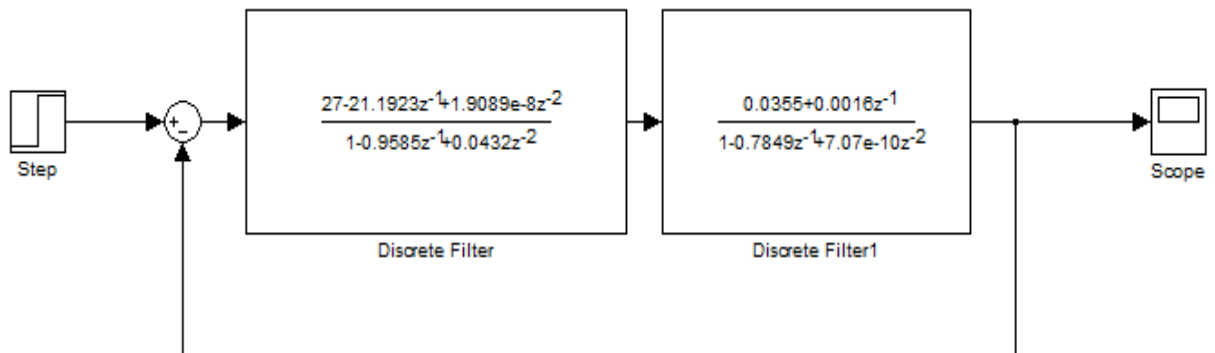 27-21.1923z^-1+1.9089e-8z^-2
1-0.9585z^-1+0.0432z^-2
0.0355+0.0016z^-1
1-0.7849z^-1+7.07e-10z^-2
+
−
Step
Scope
Discrete Filter
Discrete Filter1